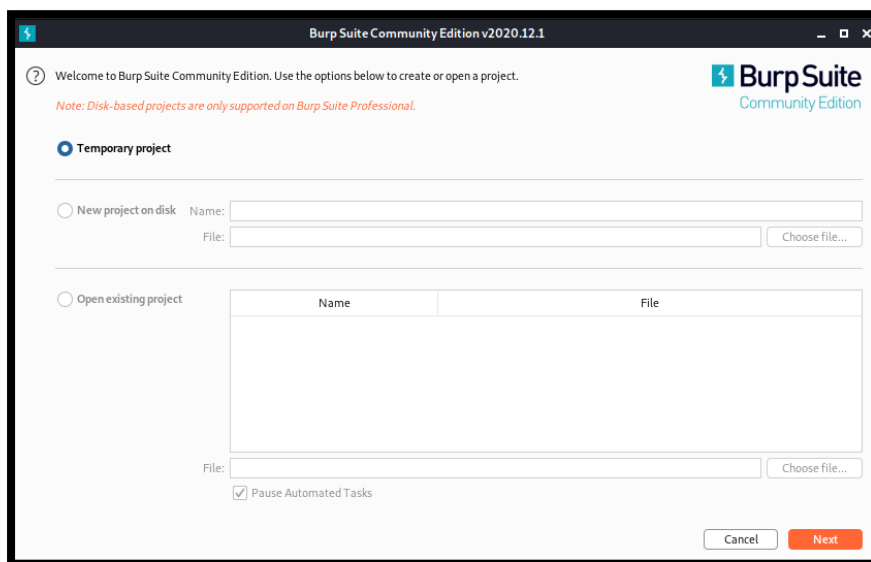 Burp Suite Community Edition v2020.12.1
Welcome to Burp Suite Community Edition. Use the options below to create or open a project.
Note: Disk-based projects are only supported on Burp Suite Professional.
Burp Suite
Community Edition
Temporary project
New project on disk Name:
File: Choose file...
Open existing project Name File
File: Choose file...
Pause Automated Tasks
Cancel Next